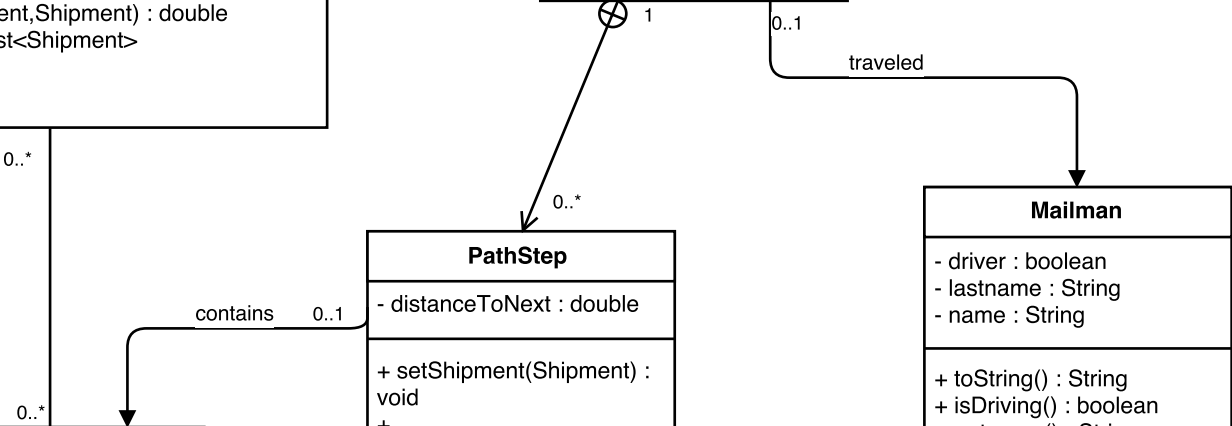 ent,Shipment) : double
st<Shipment>
1
0..1
traveled
0..*
0..*
Mailman
PathStep
- driver : boolean
- lastname : String
- name : String
- distanceToNext : double
contains
0..1
+ setShipment(Shipment) :
void
+
+ toString() : String
+ isDriving() : boolean
0..*